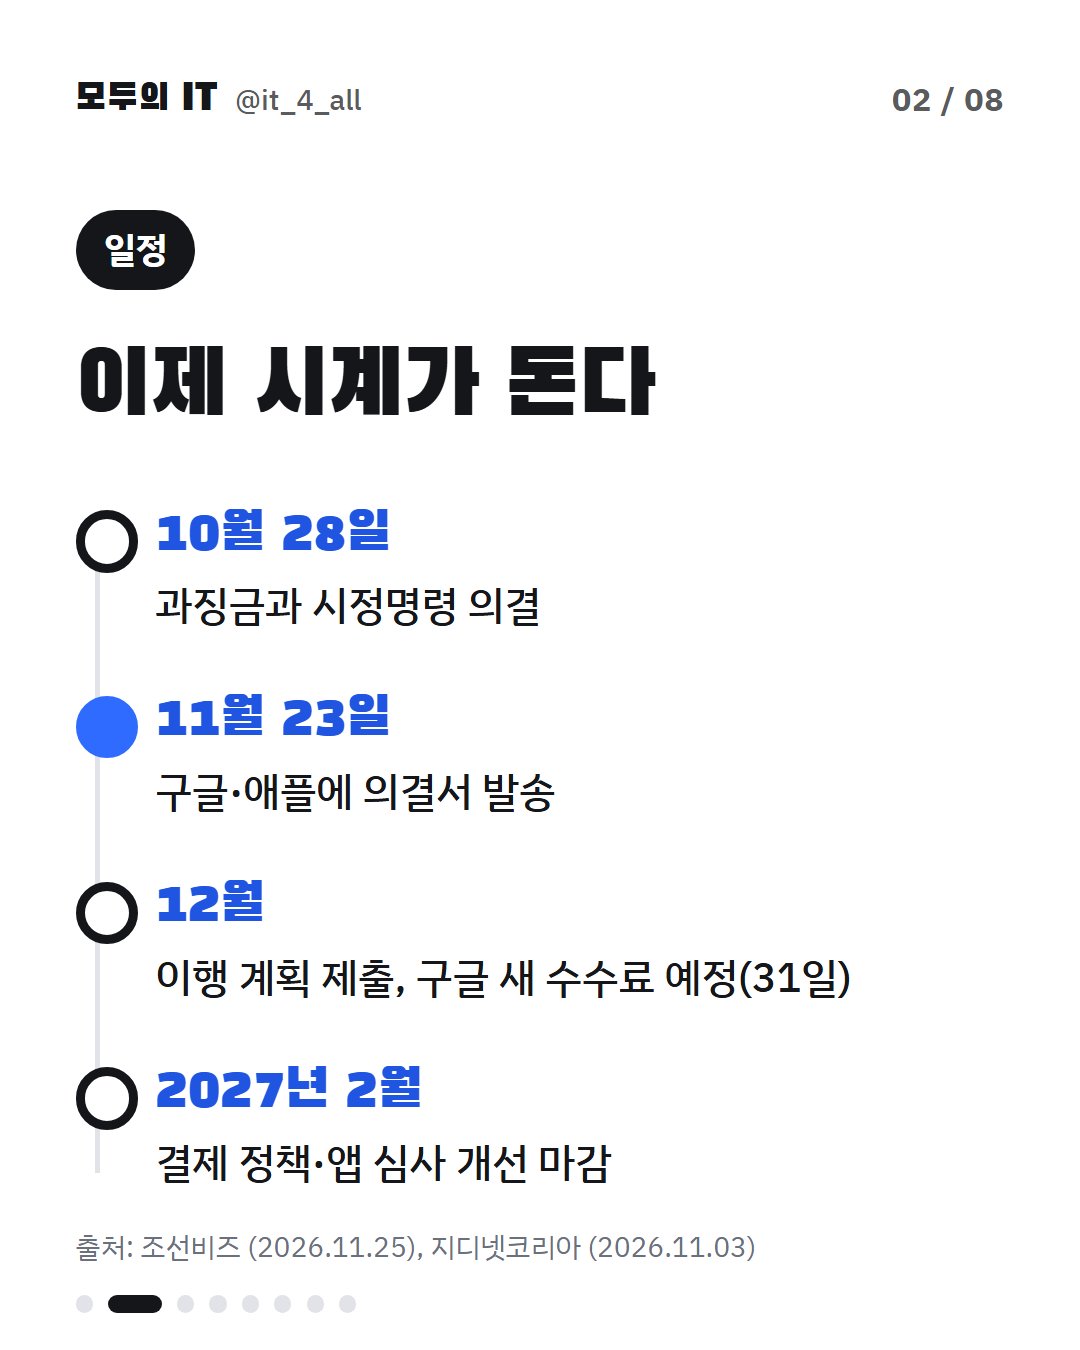 모두의 IT @it_4_all 02 / 08
일정
이제 시계가 돈다
10월 28일
과징금과 시정명령 의결
11월 23일
구글·애플에 의결서 발송
12월
이행 계획 제출, 구글 새 수수료 예정(31일)
2027년 2월
결제 정책·앱 심사 개선 마감
출처: 조선비즈 (2026.11.25), 지디넷코리아 (2026.11.03)